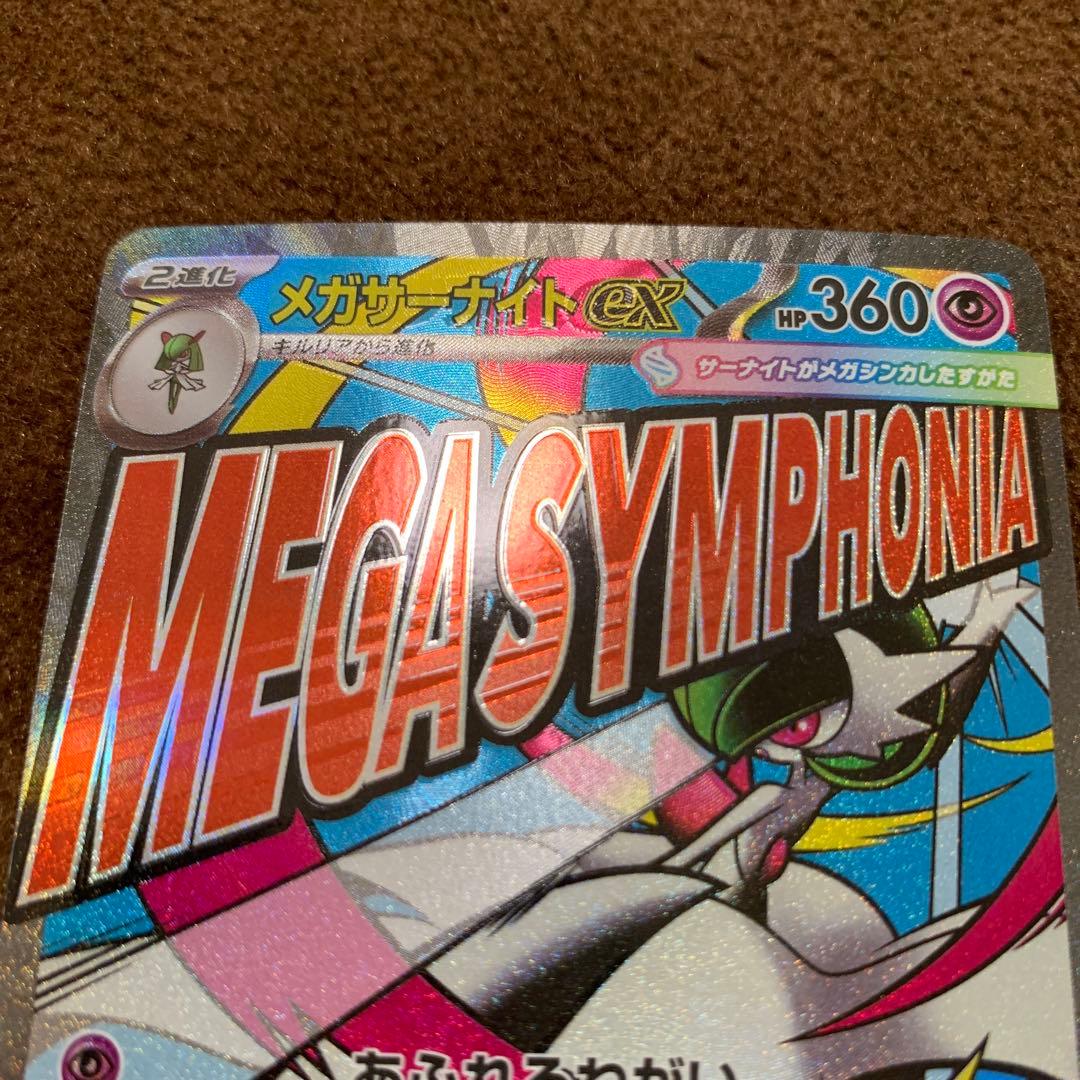 2進化
メガサーナイトex HP360
キルリアから進化
サーナイトがメガシンカしたすがた
MEGASYMPHONIA
あふれるねがい